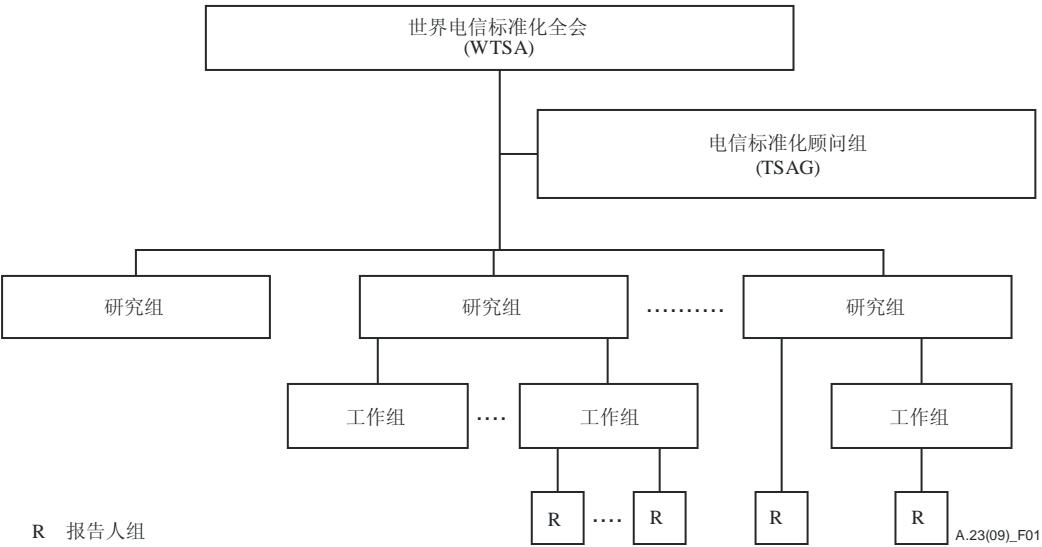 世界电信标准化全会
(WTSA)
电信标准化顾问组
(TSAG)
研究组
研究组
..........
研究组
工作组
....
工作组
工作组
R
....
R
R
R
R 报告人组
A.23(09)_F01